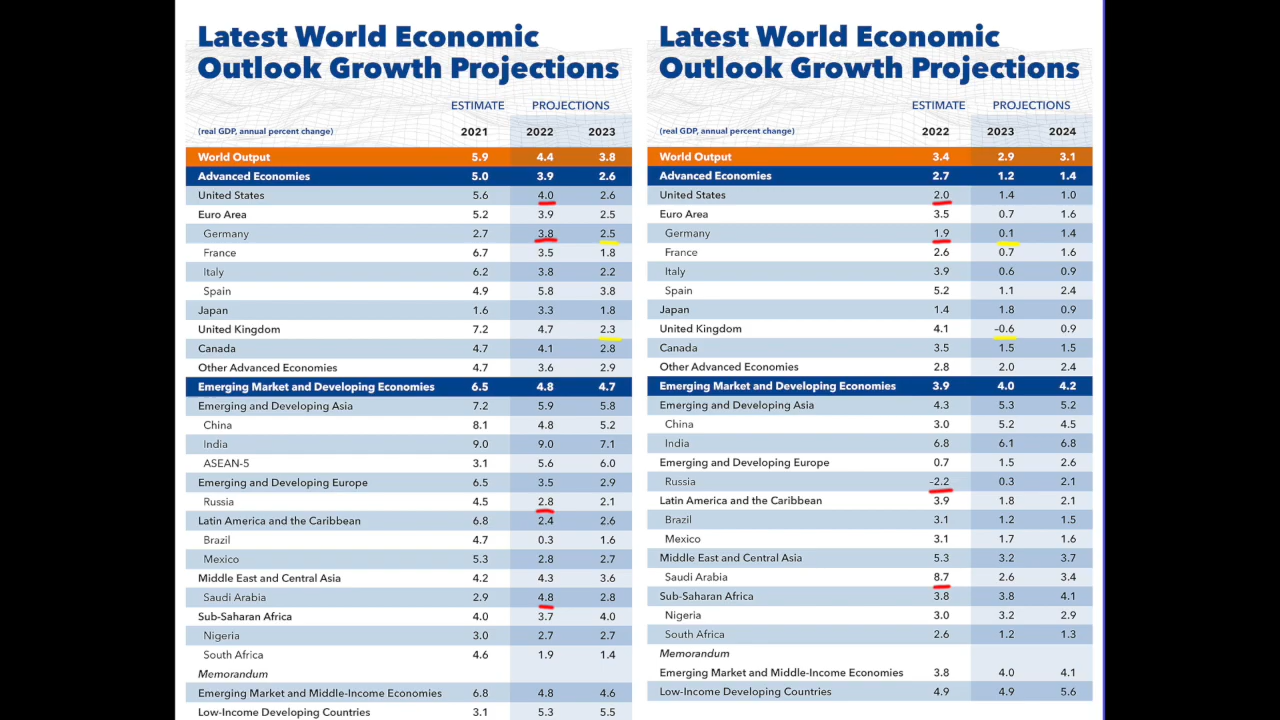 Latest World Economic
Outlook Growth Projections
ESTIMATE PROJECTIONS
(real GDP, annual percent change) 2021 2022 2023
World Output 5.9 4.4 3.8
Advanced Economies 5.0 3.9 2.6
United States 5.6 4.0 2.6
Euro Area 5.2 3.9 2.5
Germany 2.7 3.8 2.5
France 6.7 3.5 1.8
Italy 6.2 3.8 2.2
Spain 4.9 5.8 3.8
Japan 1.6 3.3 1.8
United Kingdom 7.2 4.7 2.3
Canada 4.7 4.1 2.8
Other Advanced Economies 4.7 3.6 2.9
Emerging Market and Developing Economies 6.5 4.8 4.7
Emerging and Developing Asia 7.2 5.9 5.8
China 8.1 4.8 5.2
India 9.0 9.0 7.1
ASEAN-5 3.1 5.6 6.0
Emerging and Developing Europe 6.5 3.5 2.9
Russia 4.5 2.8 2.1
Latin America and the Caribbean 6.8 2.4 2.6
Brazil 4.7 0.3 1.6
Mexico 5.3 2.8 2.7
Middle East and Central Asia 4.2 4.3 3.6
Saudi Arabia 2.9 4.8 2.8
Sub-Saharan Africa 4.0 3.7 4.0
Nigeria 3.0 2.7 2.7
South Africa 4.6 1.9 1.4
Memorandum
Emerging Market and Middle-Income Economies 6.8 4.8 4.6
Low-Income Developing Countries 3.1 5.3 5.5
Latest World Economic
Outlook Growth Projections
ESTIMATE PROJECTIONS
(real GDP, annual percent change) 2022 2023 2024
World Output 3.4 2.9 3.1
Advanced Economies 2.7 1.2 1.4
United States 2.0 1.4 1.0
Euro Area 3.5 0.7 1.6
Germany 1.9 0.1 1.4
France 2.6 0.7 1.6
Italy 3.9 0.6 0.9
Spain 5.2 1.1 2.4
Japan 1.4 1.8 0.9
United Kingdom 4.1 –0.6 0.9
Canada 3.5 1.5 1.5
Other Advanced Economies 2.8 2.0 2.4
Emerging Market and Developing Economies 3.9 4.0 4.2
Emerging and Developing Asia 4.3 5.3 5.2
China 3.0 5.2 4.5
India 6.8 6.1 6.8
Emerging and Developing Europe 0.7 1.5 2.6
Russia –2.2 0.3 2.1
Latin America and the Caribbean 3.9 1.8 2.1
Brazil 3.1 1.2 1.5
Mexico 3.1 1.7 1.6
Middle East and Central Asia 5.3 3.2 3.7
Saudi Arabia 8.7 2.6 3.4
Sub-Saharan Africa 3.8 3.8 4.1
Nigeria 3.0 3.2 2.9
South Africa 2.6 1.2 1.3
Memorandum
Emerging Market and Middle-Income Economies 3.8 4.0 4.1
Low-Income Developing Countries 4.9 4.9 5.6